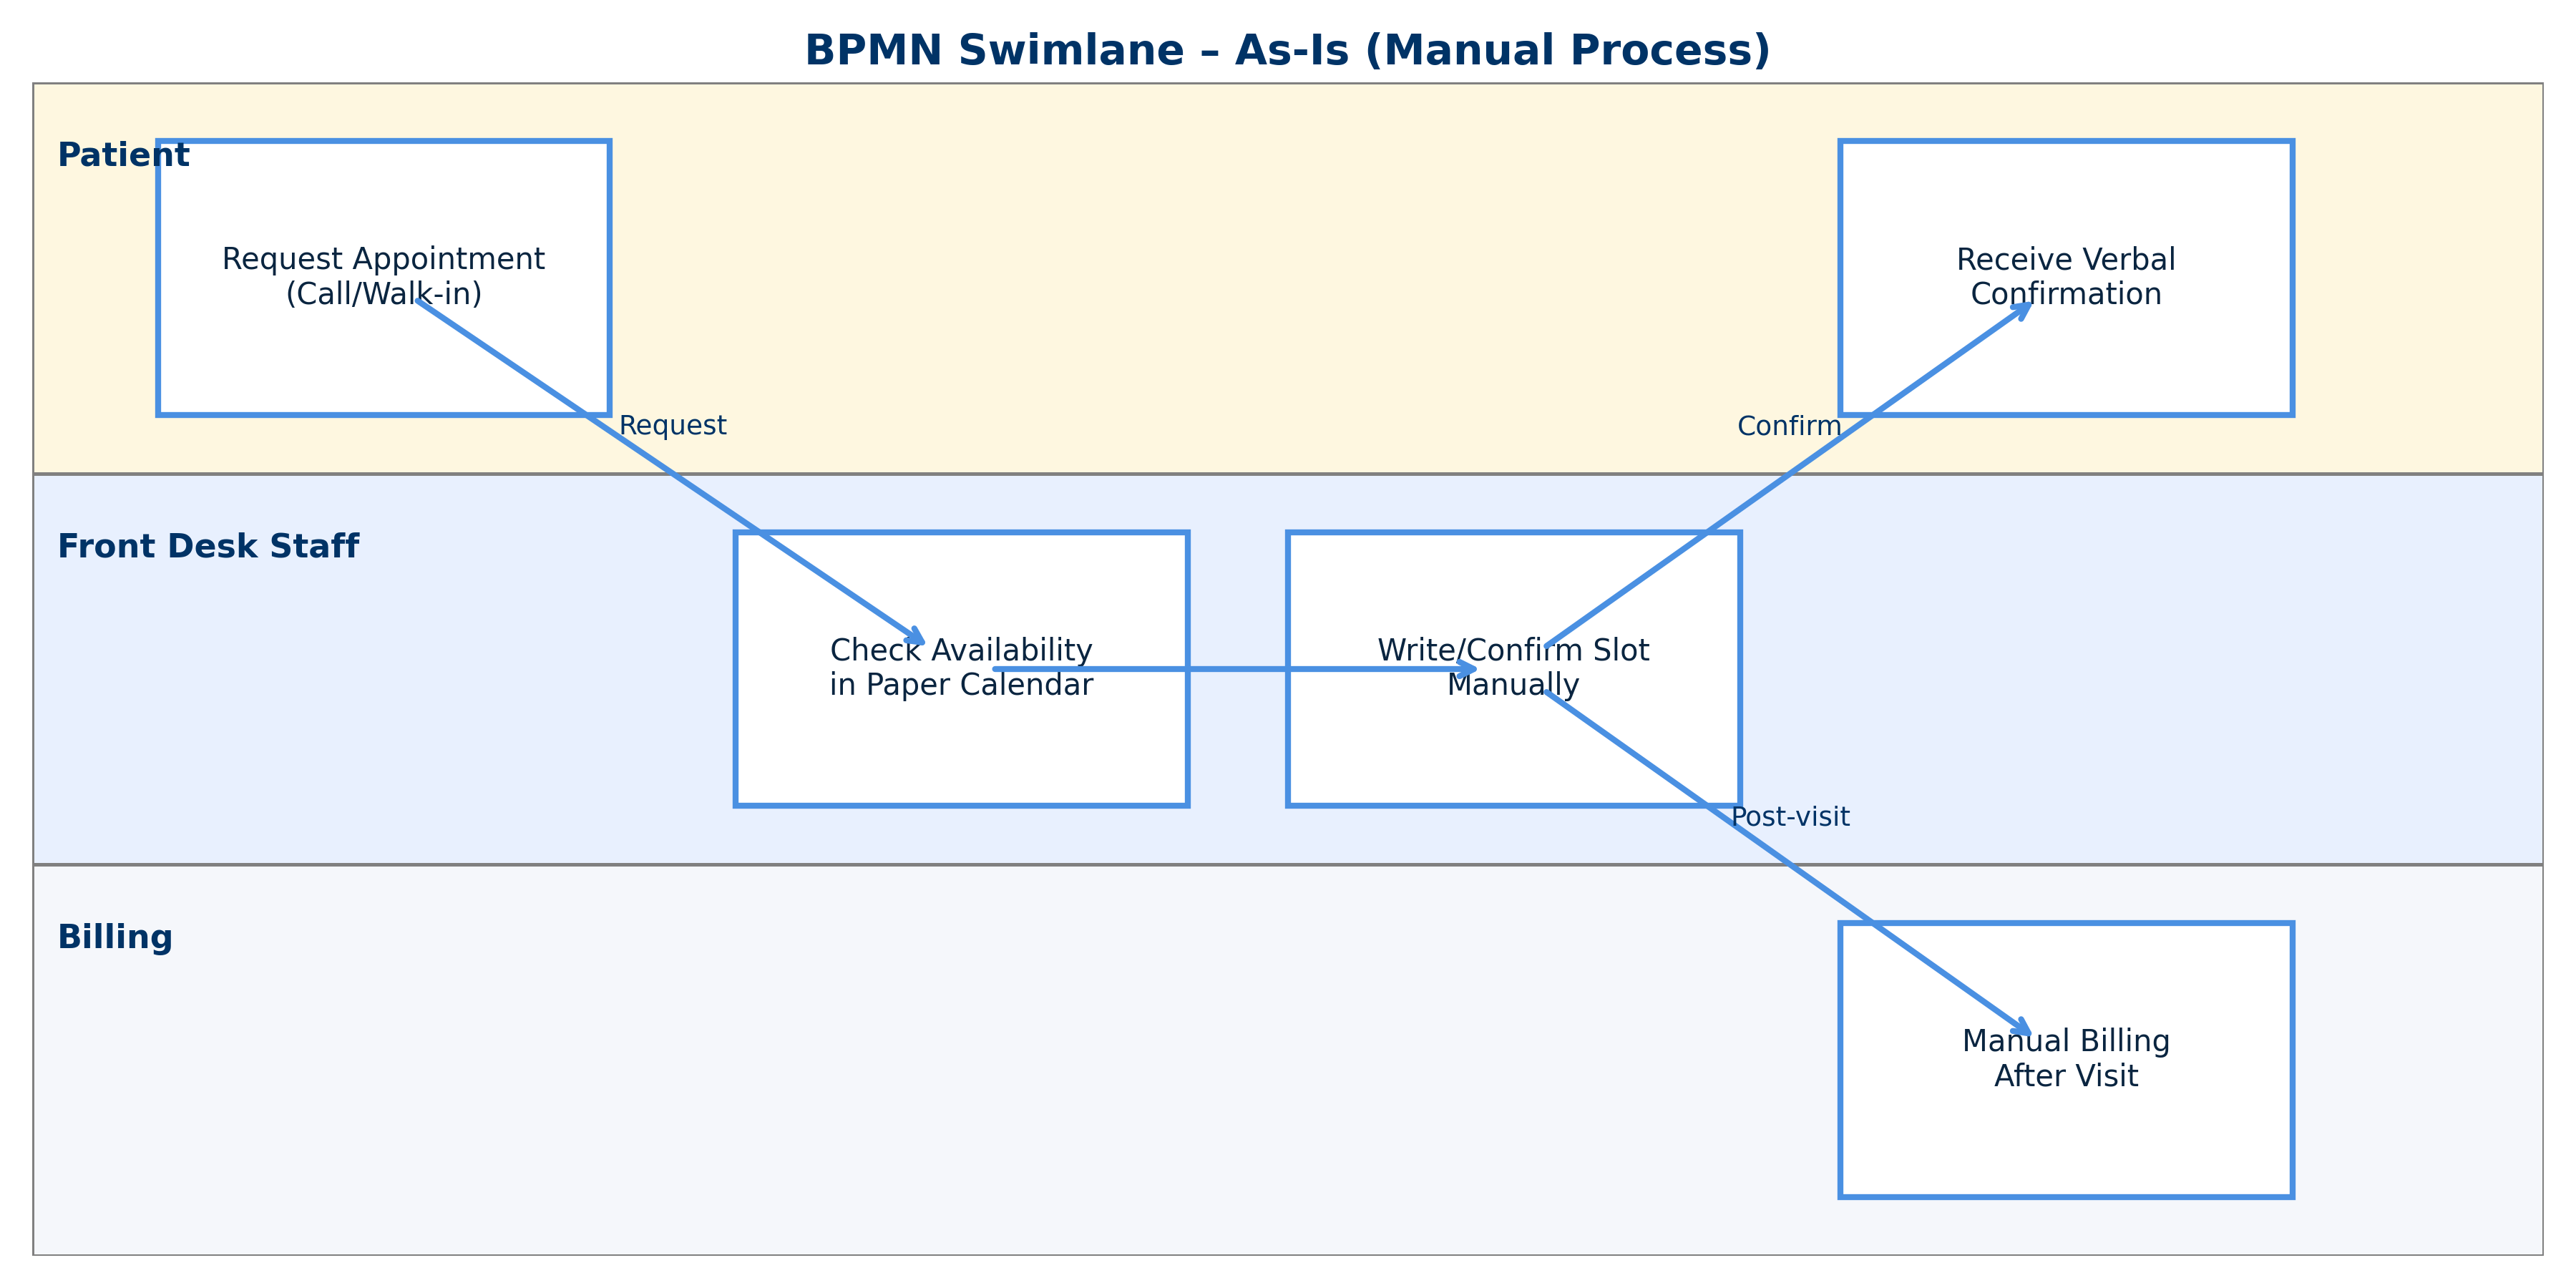 BPMN Swimlane – As-Is (Manual Process)
Patient
Request Appointment
(Call/Walk-in)
Receive Verbal
Confirmation
Request
Confirm
Front Desk Staff
Check Availability
in Paper Calendar
Write/Confirm Slot
Manually
Post-visit
Billing
Manual Billing
After Visit